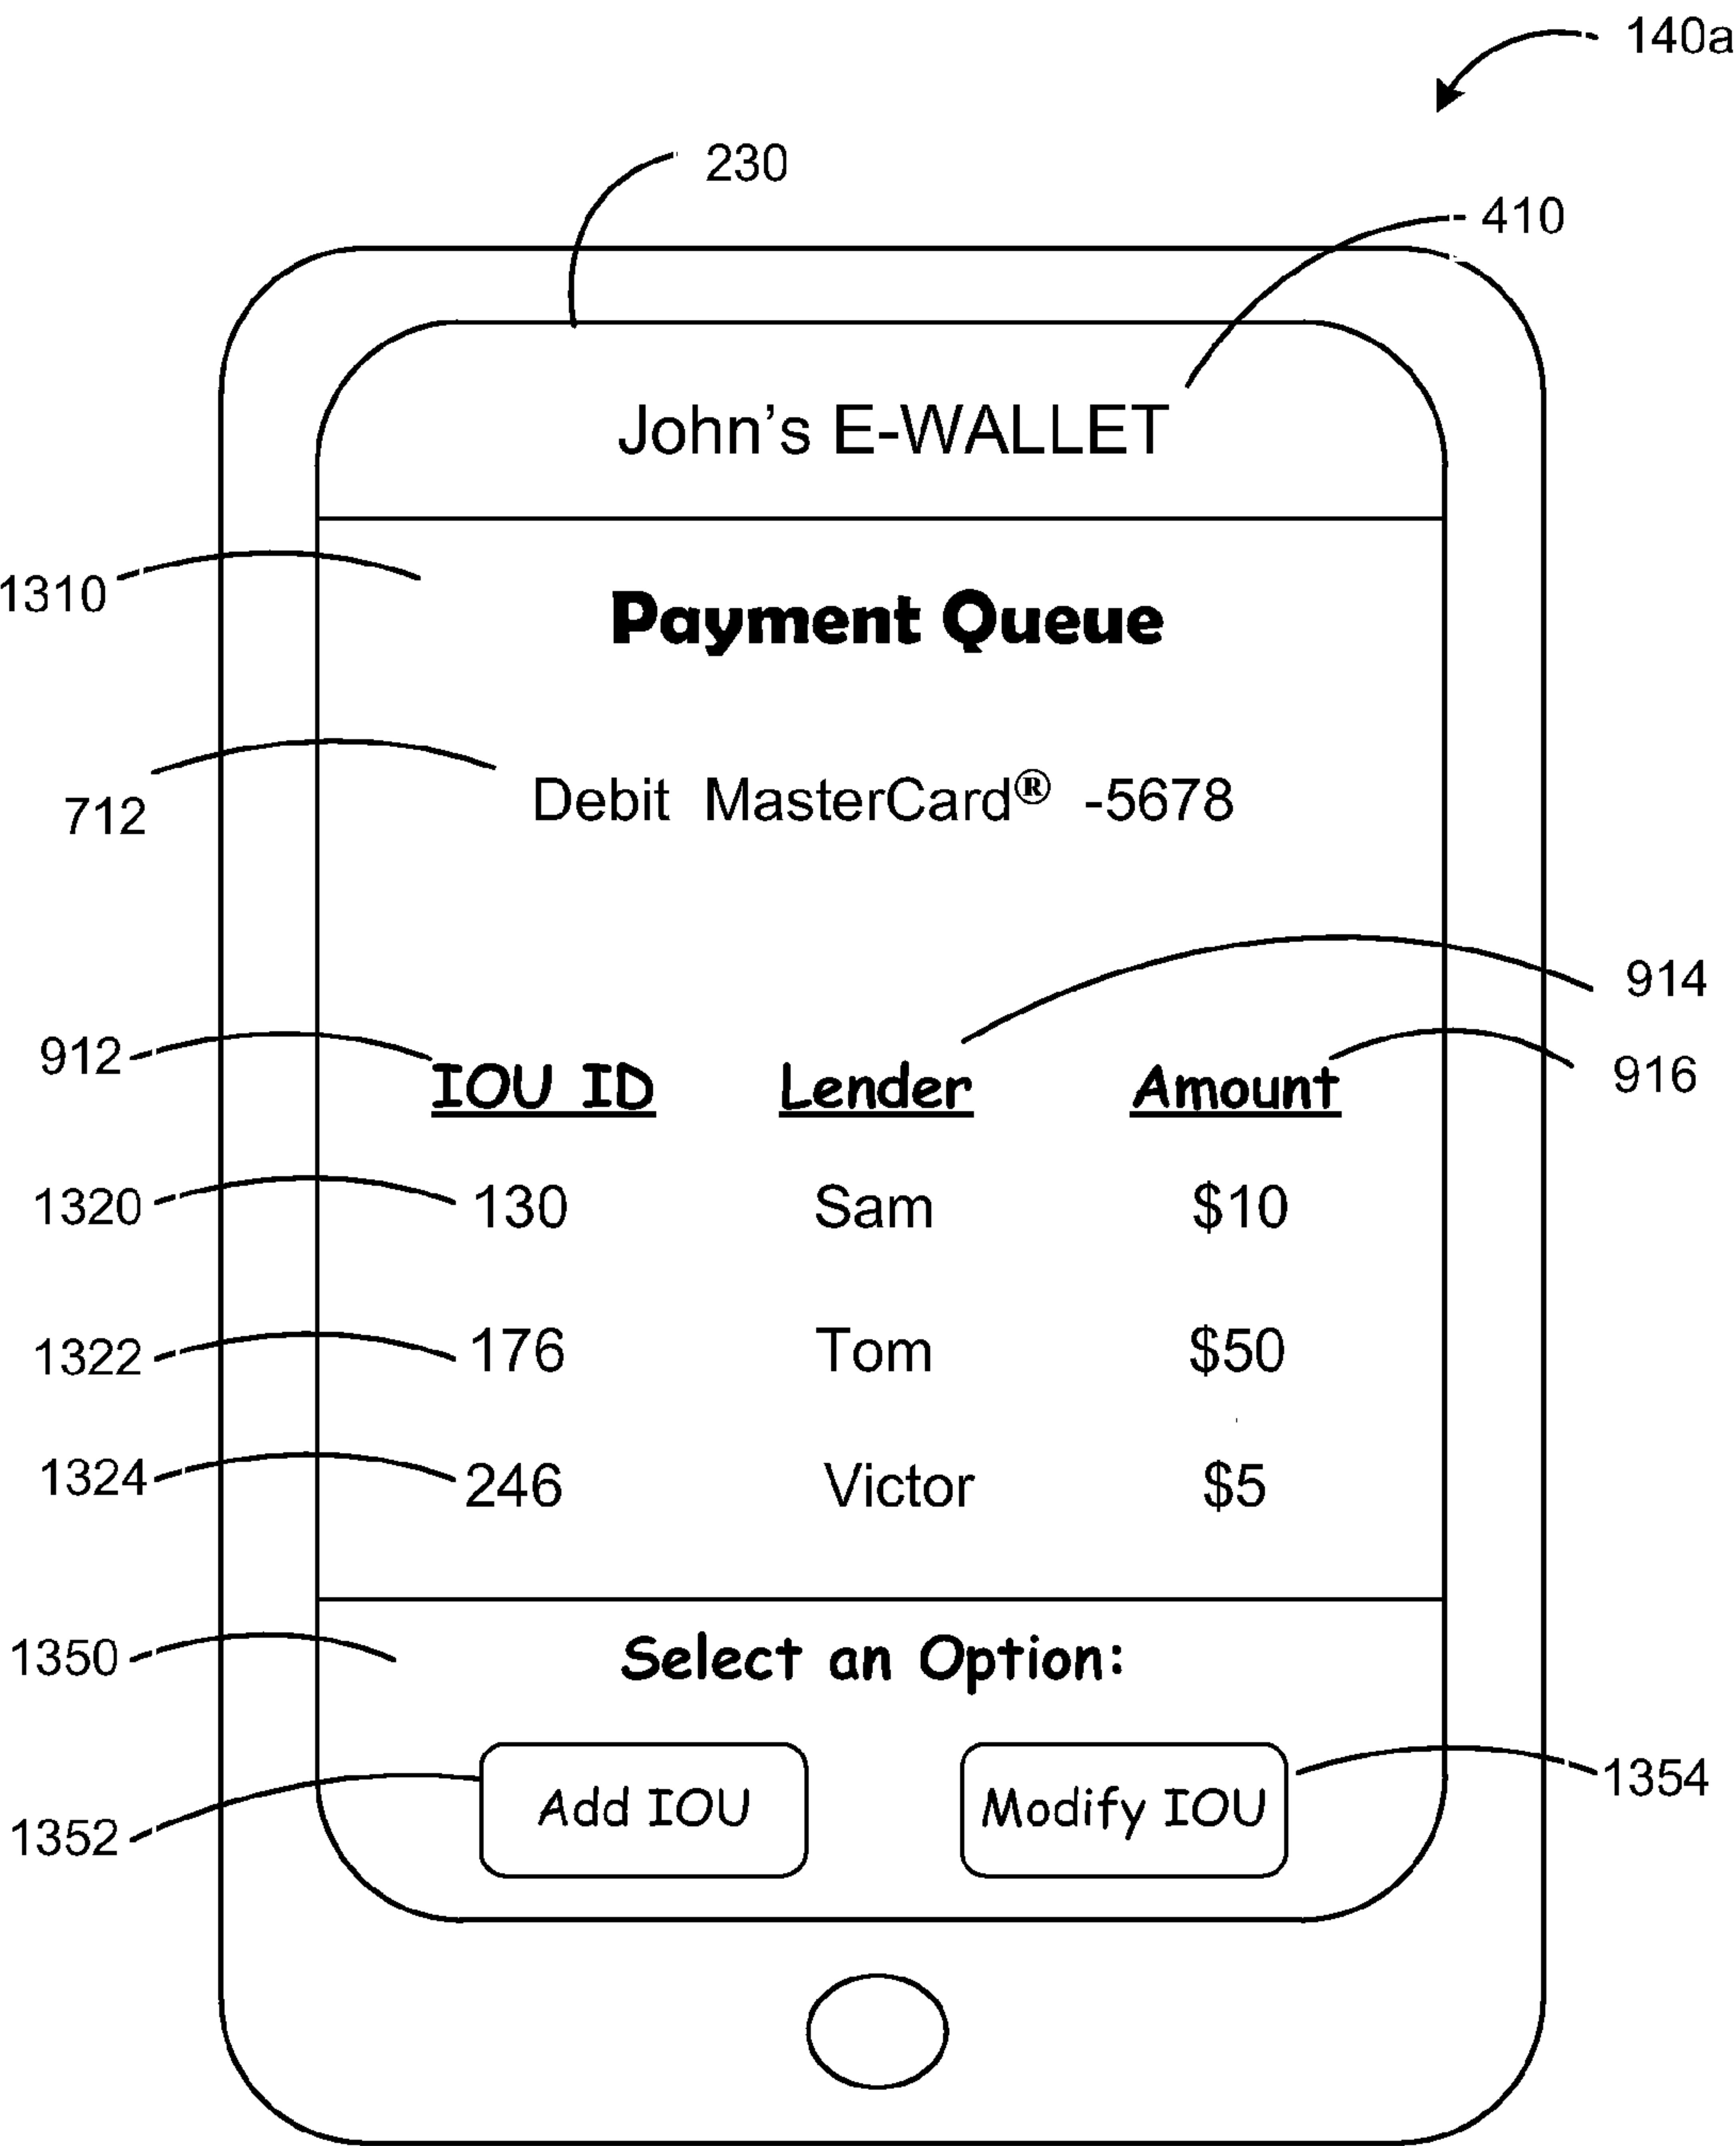 140a
230
410
John's E-WALLET
1310
Payment Queue
712
Debit MasterCard® -5678
914
912
916
IOU ID Lender Amount
1320 130 Sam $10
1322 176 Tom $50
1324 246 Victor $5
1350 Select an Option:
1352 Add IOU Modify IOU 1354